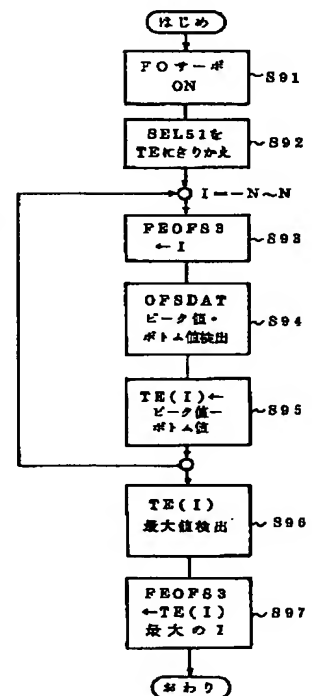 はじめ
FOサーボ
ON
~S91
SEL51を
TEにきりかえ
~S92
I=-N~N
FEOFS3
←I
~S93
OFSDAT
ピーク値・
ボトム値検出
~S94
TE(I)←
ピーク値-
ボトム値
~S95
TE(I)
最大値検出
~S96
FEOFS3
←TE(I)
最大のI
~S97
おわり